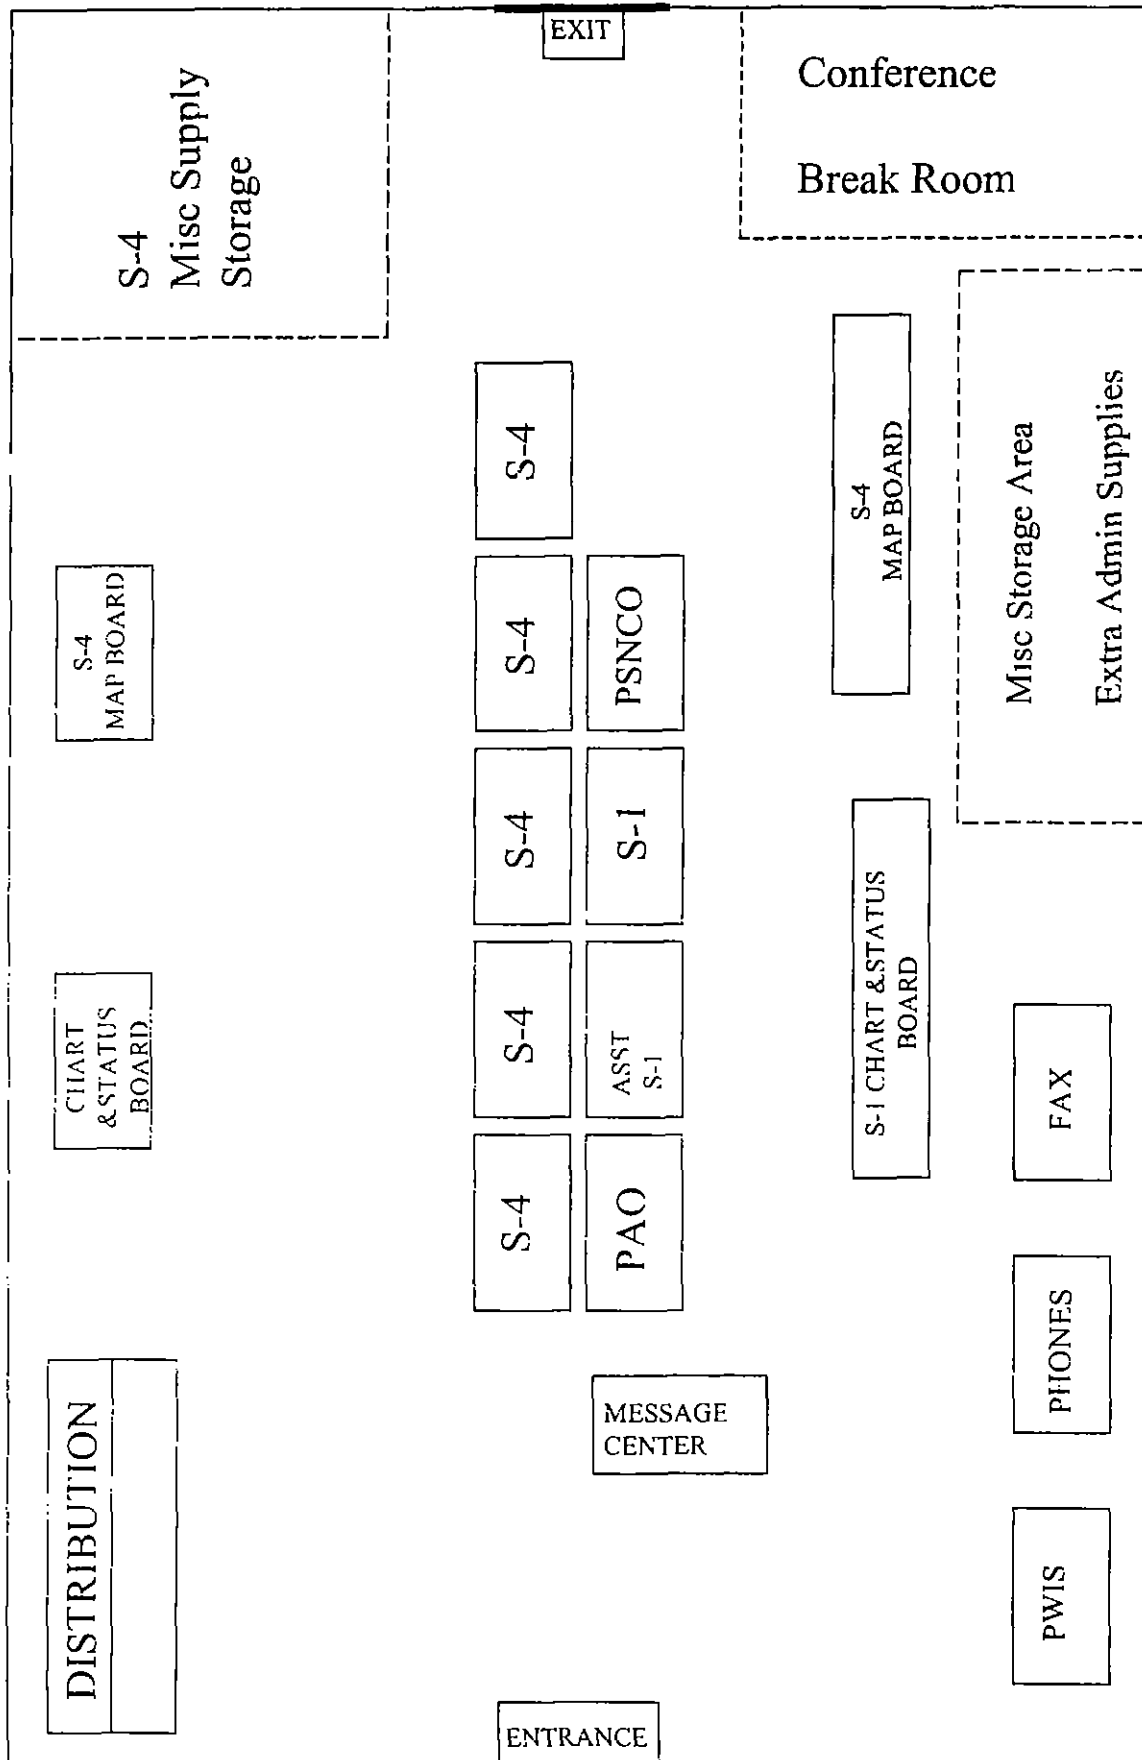 EXIT
S-4
Misc Supply
Storage
Conference
Break Room
S-4
MAP BOARD
S-4
S-4
S-4
S-4
S-4
PSNCO
S-1
ASST
S-1
PAO
S-4
MAP BOARD
Misc Storage Area
Extra Admin Supplies
CHART
&STATUS
BOARD
S-1 CHART &STATUS
BOARD
FAX
DISTRIBUTION
MESSAGE
CENTER
PHONES
PWIS
ENTRANCE